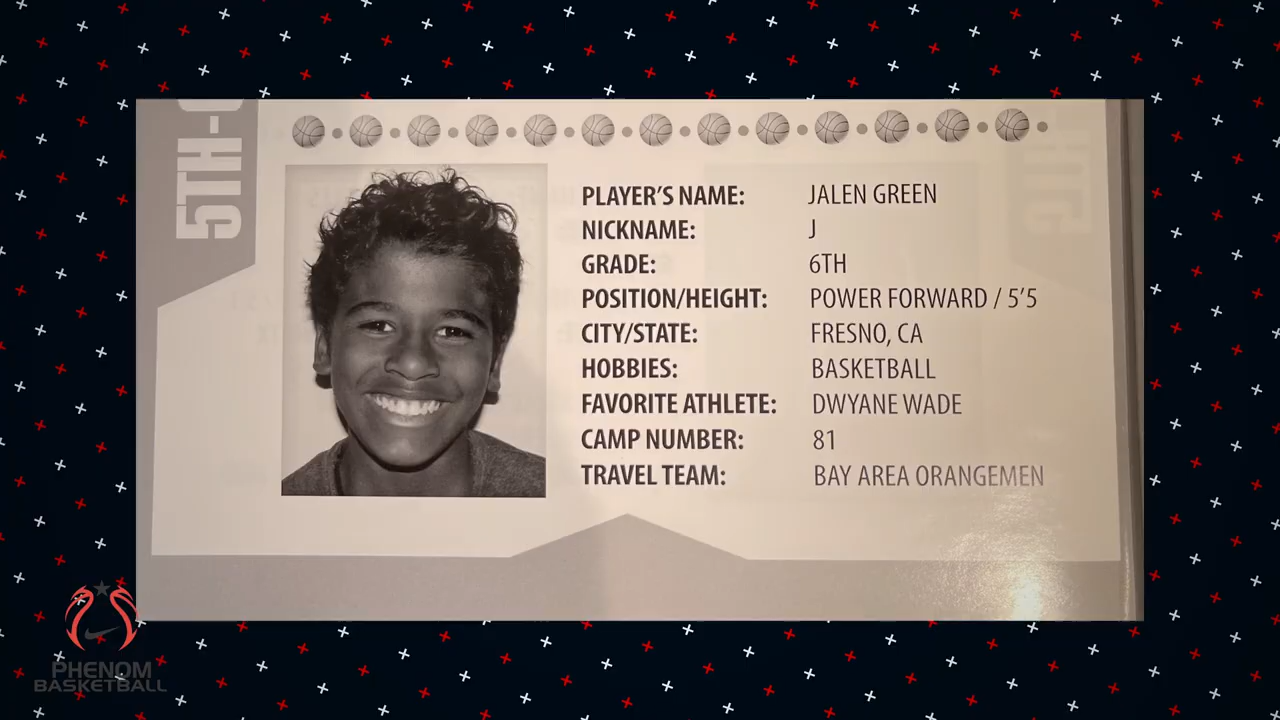 5TH-
PLAYER'S NAME: JALEN GREEN
NICKNAME: J
GRADE: 6TH
POSITION/HEIGHT: POWER FORWARD / 5'5
CITY/STATE: FRESNO, CA
HOBBIES: BASKETBALL
FAVORITE ATHLETE: DWYANE WADE
CAMP NUMBER: 81
TRAVEL TEAM: BAY AREA ORANGEMEN
PHENOM
BASKETBALL